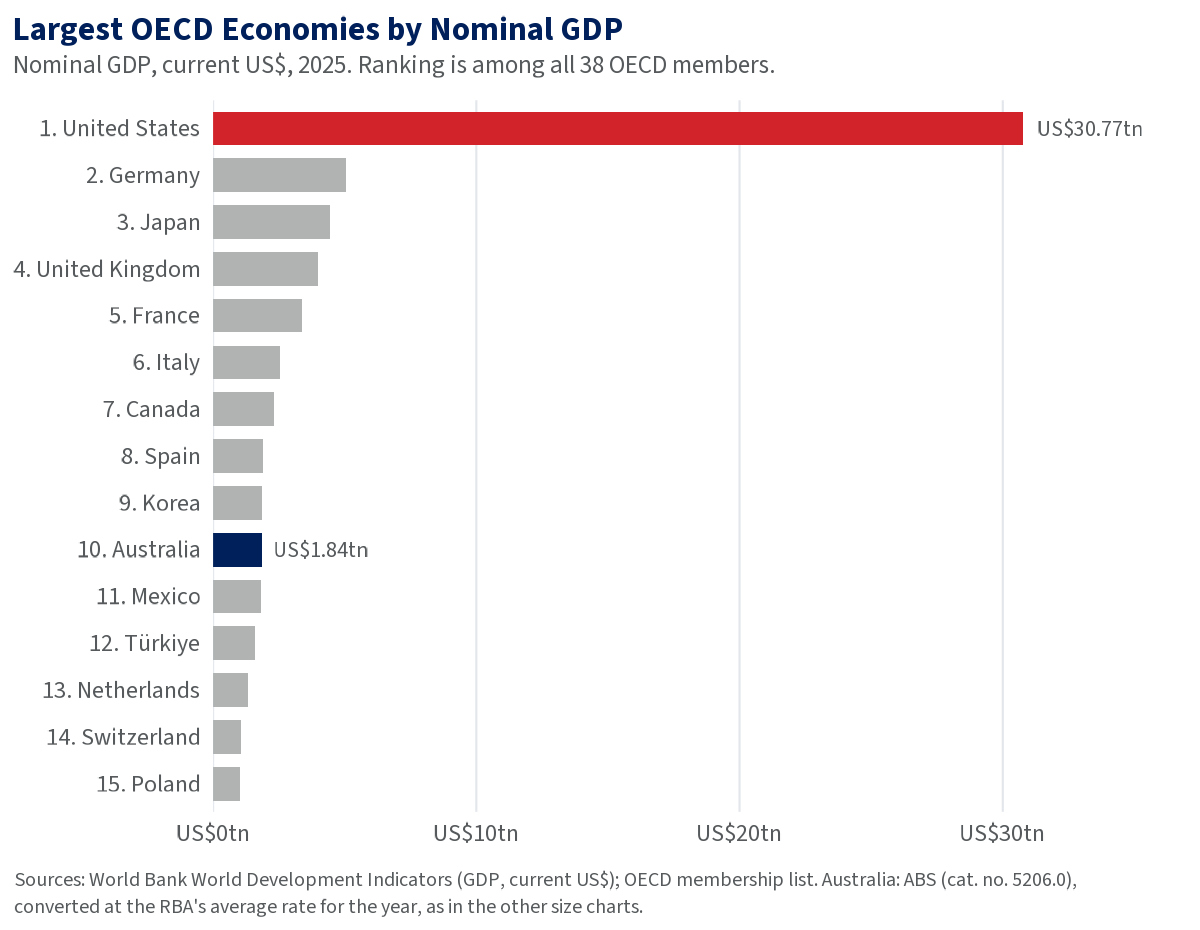 Largest OECD Economies by Nominal GDP
Nominal GDP, current US$, 2025. Ranking is among all 38 OECD members.
1. United States
US$30.77tn
2. Germany
3. Japan
4. United Kingdom
5. France
6. Italy
7. Canada
8. Spain
9. Korea
10. Australia
US$1.84tn
11. Mexico
12. Türkiye
13. Netherlands
14. Switzerland
15. Poland
US$0tn
US$10tn
US$20tn
US$30tn
Sources: World Bank World Development Indicators (GDP, current US$); OECD membership list. Australia: ABS (cat. no. 5206.0),
converted at the RBA's average rate for the year, as in the other size charts.